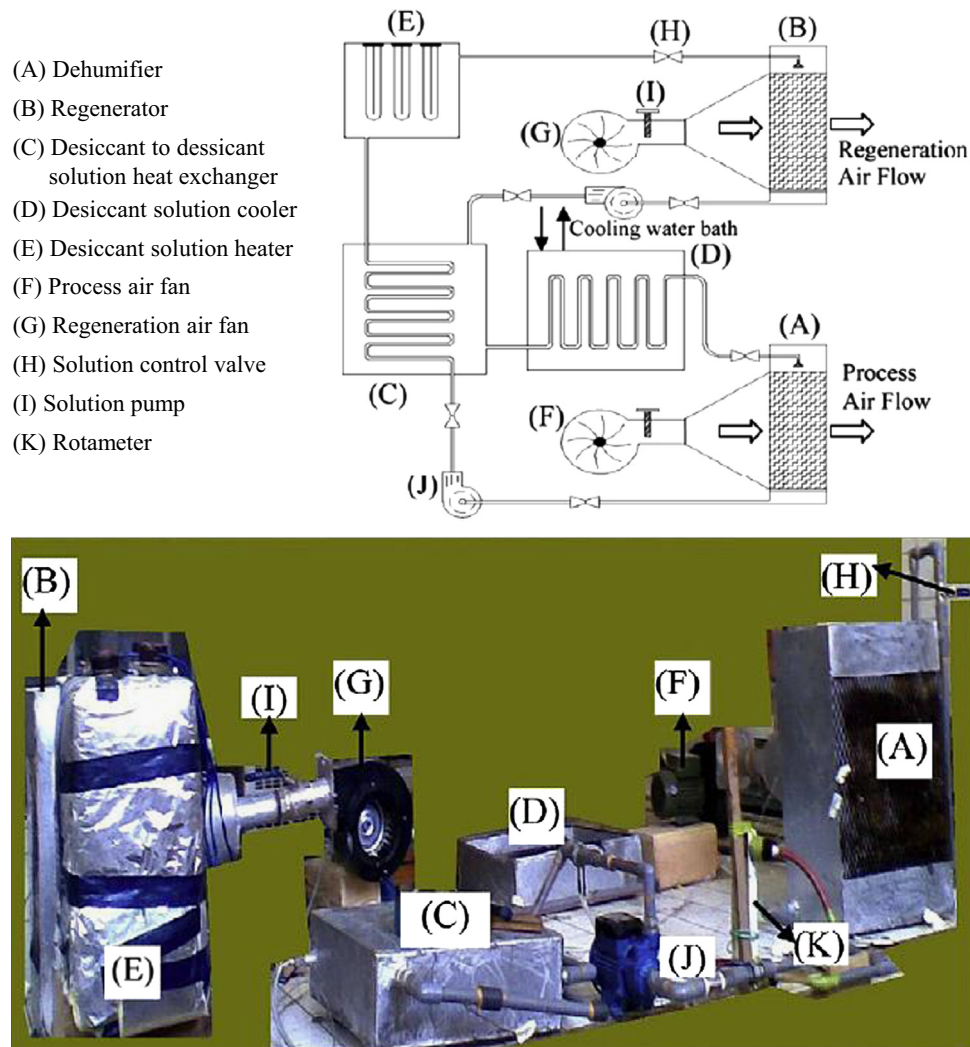 (A) Dehumifier
(B) Regenerator
(C) Desiccant to dessicant
solution heat exchanger
(D) Desiccant solution cooler
(E) Desiccant solution heater
(F) Process air fan
(G) Regeneration air fan
(H) Solution control valve
(I) Solution pump
(K) Rotameter
(E)
(H)
(B)
(I)
(G)
Regeneration
Air Flow
Cooling water bath
(D)
(A)
(C)
Process
Air Flow
(F)
(J)
(B)
(H)
(I)
(G)
(F)
(A)
(D)
(C)
(E)
(J)
(K)